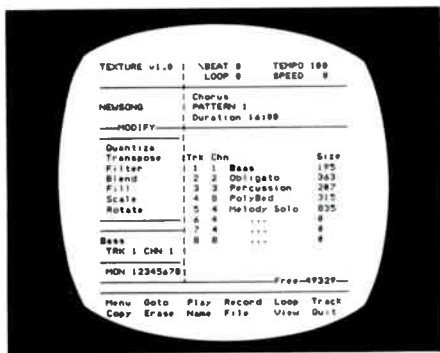 TEXTURE v1.0 \BEAT 0 TEMPO 100
LOOP 0 SPEED 0
Chorus
NEWSONG PATTERN 1
Duration 16:00
MODIFY
Quantize
Transpose Trk Chn Size
Filter 1 1 Bass 195
Blend 2 2 Obligato 363
Fill 3 3 Percussion 207
Scale 4 8 PolyBed 315
Rotate 5 4 Melody Solo 835
6 4 ... 0
7 4 ... 0
Bass 8 8 ... 0
TRK 1 CHN 1
MON 12345678
Free-49329
Menu Goto Play Record Loop Track
Copy Erase Name File View Quit